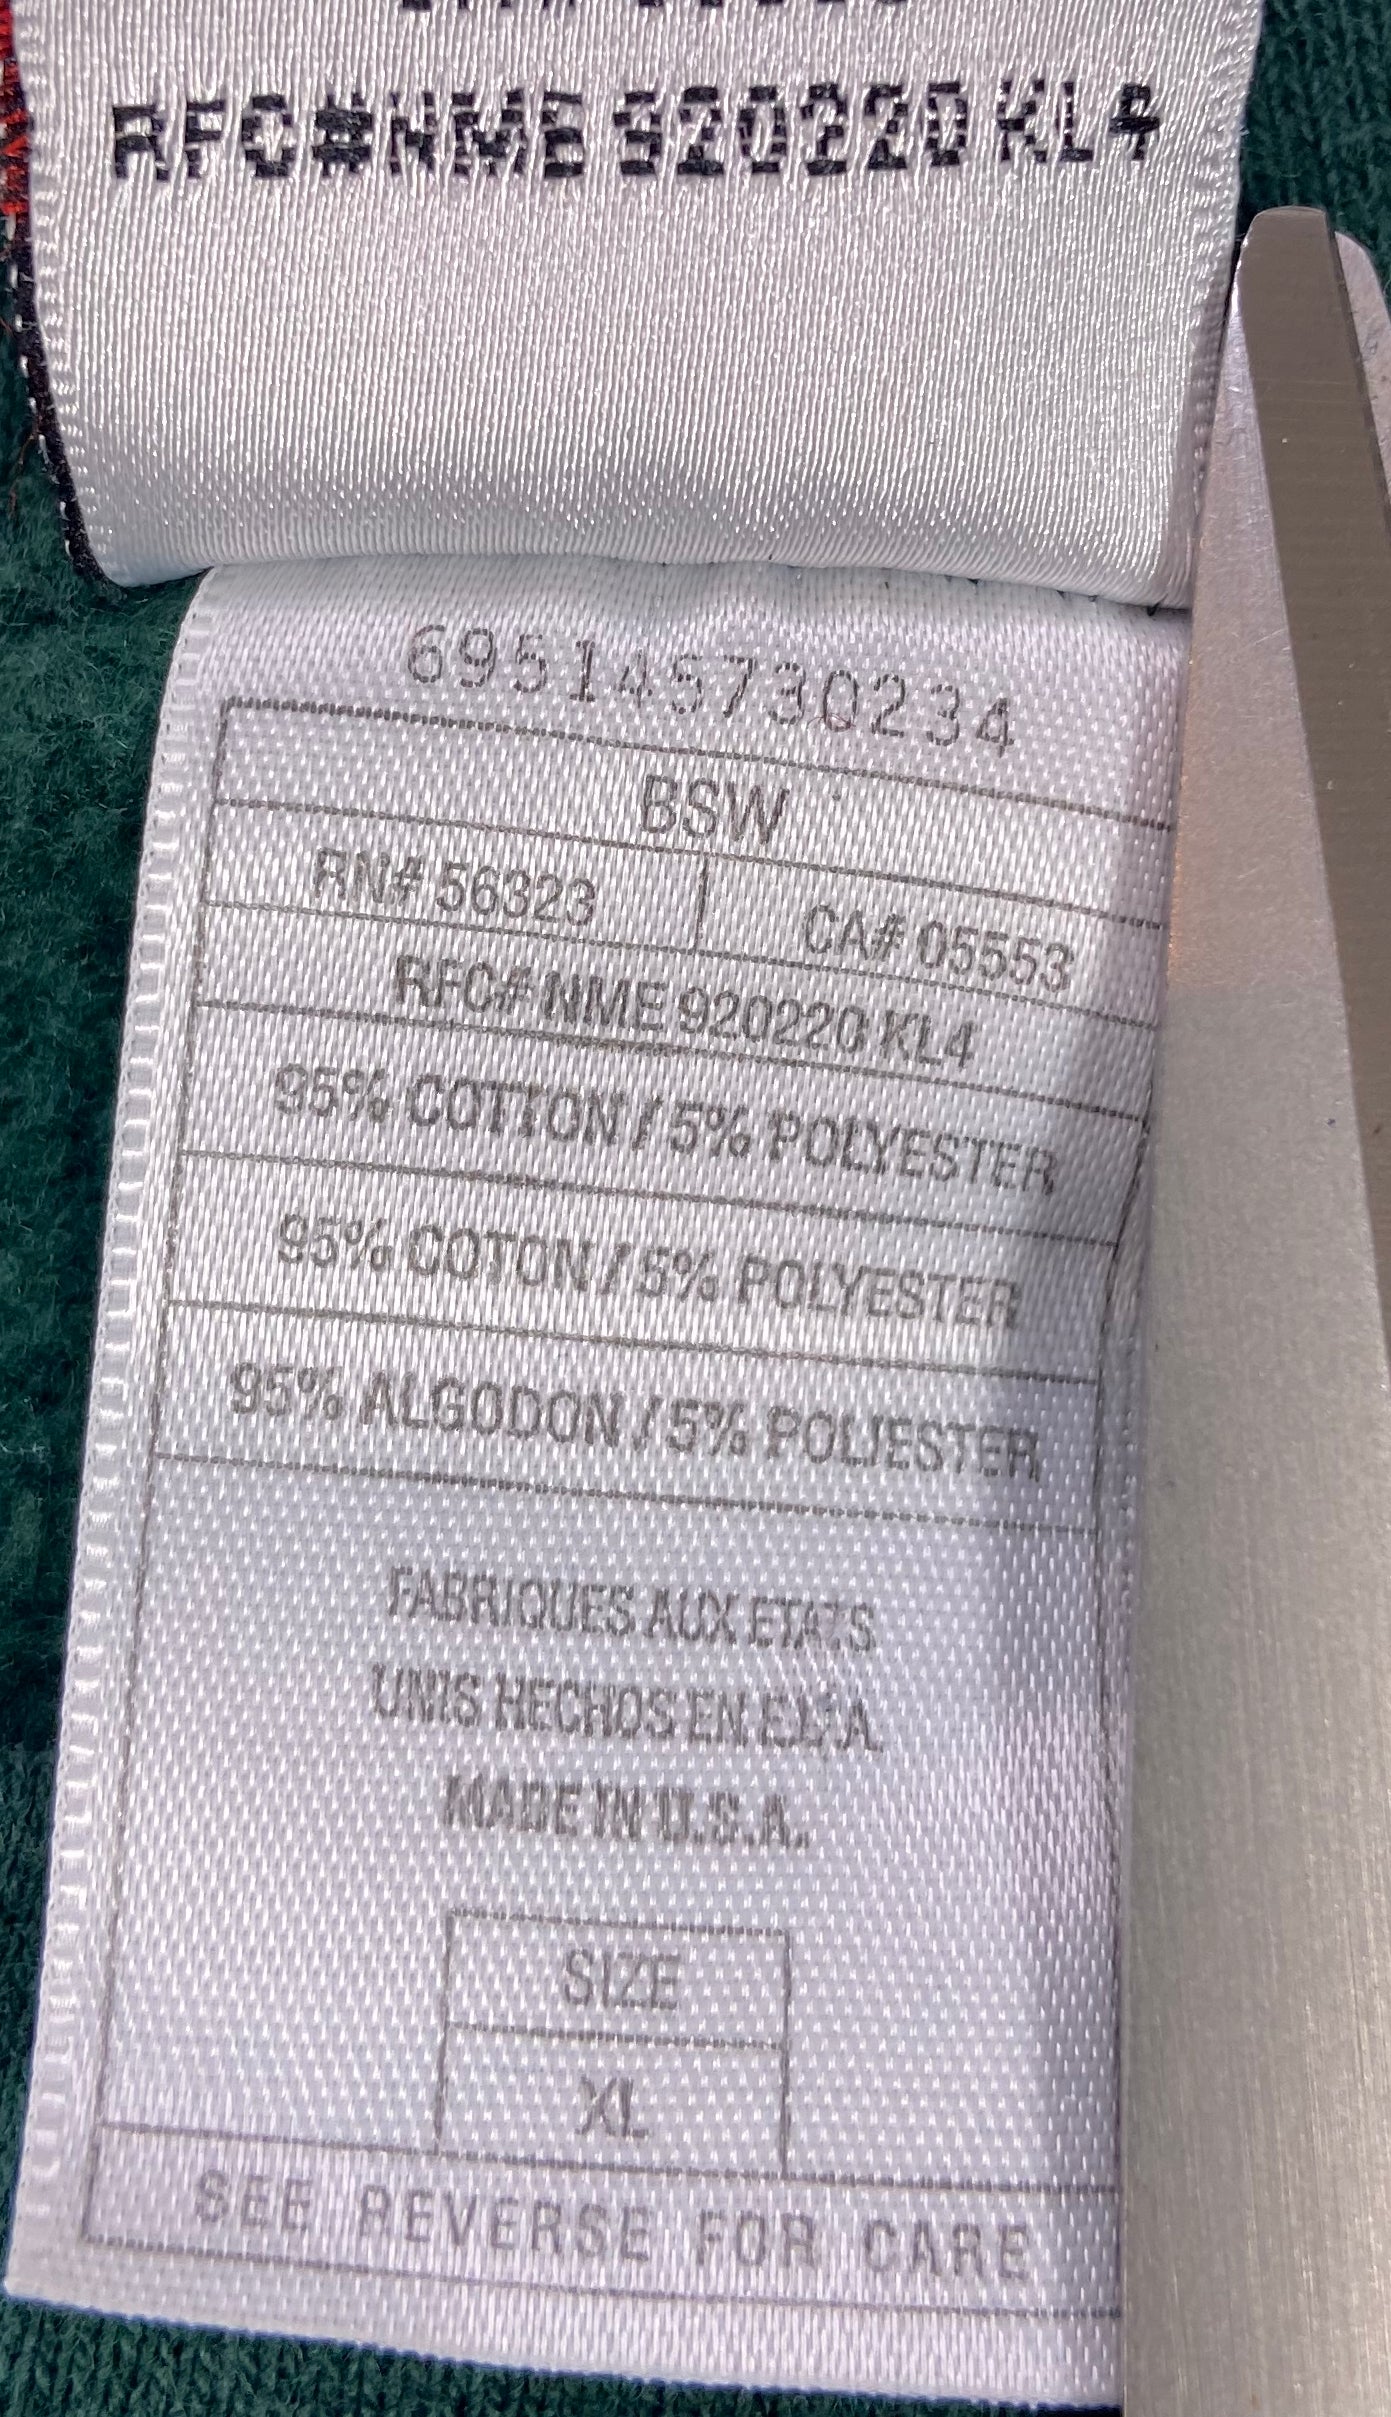 RFC#NME 920220 KL4
695145730234
BSW
RN# 56323
CA# 05553
RFC# NME 920220 KL4
95% COTTON / 5% POLYESTER
95% COTON / 5% POLYESTER
95% ALGODON / 5% POLIESTER
FABRIQUES AUX ETATS
UNIS HECHOS EN
MADE IN U.S.A.
SIZE
XL
SEE REVERSE FOR CARE